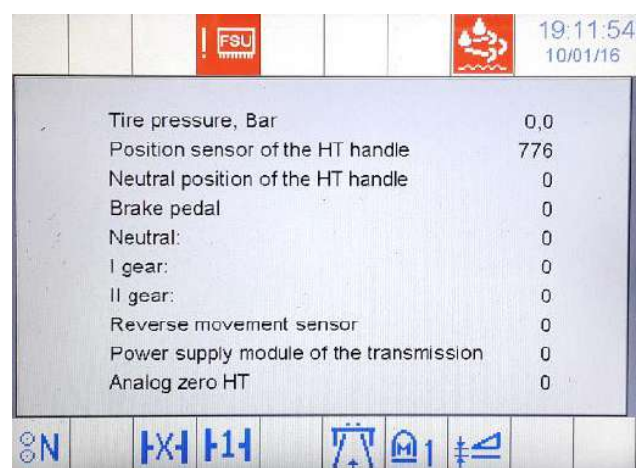 ! FSU
19:11:54
10/01/16
Tire pressure, Bar 0,0
Position sensor of the HT handle 776
Neutral position of the HT handle 0
Brake pedal 0
Neutral: 0
I gear: 0
II gear: 0
Reverse movement sensor 0
Power supply module of the transmission 0
Analog zero HT 0
N X 1 M 1